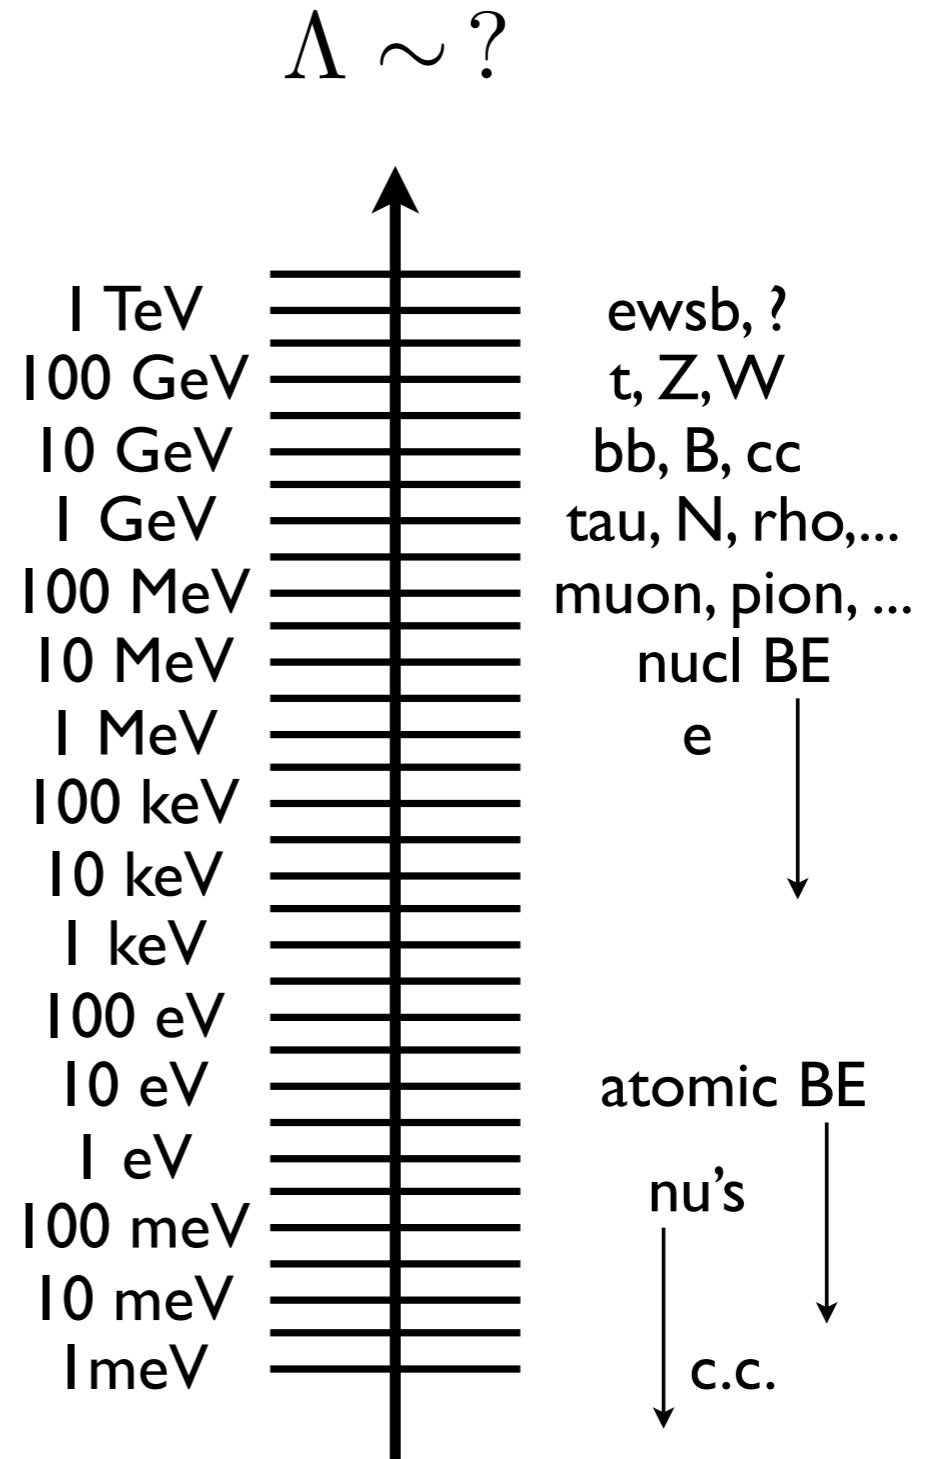 Λ ∼ ?
1 TeV ewsb, ?
100 GeV t, Z, W
10 GeV bb, B, cc
1 GeV tau, N, rho,...
100 MeV muon, pion, ...
10 MeV nucl BE
1 MeV e
100 keV
10 keV
1 keV
100 eV
10 eV atomic BE
1 eV
nu's
100 meV
10 meV
1meV c.c.